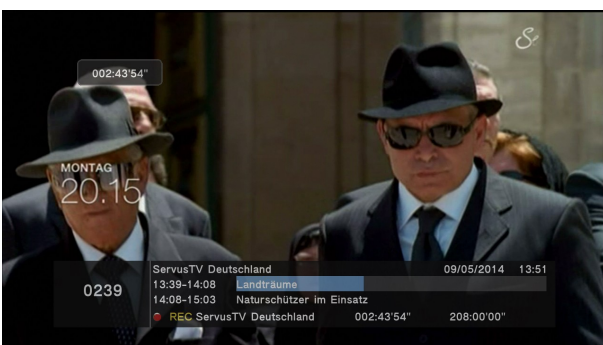 002:43'54"
MONTAG
20.15
0239
ServusTV Deutschland 09/05/2014 13:51
13:39-14:08 Landträume
14:08-15:03 Naturschützer im Einsatz
REC ServusTV Deutschland 002:43'54" 208:00'00"